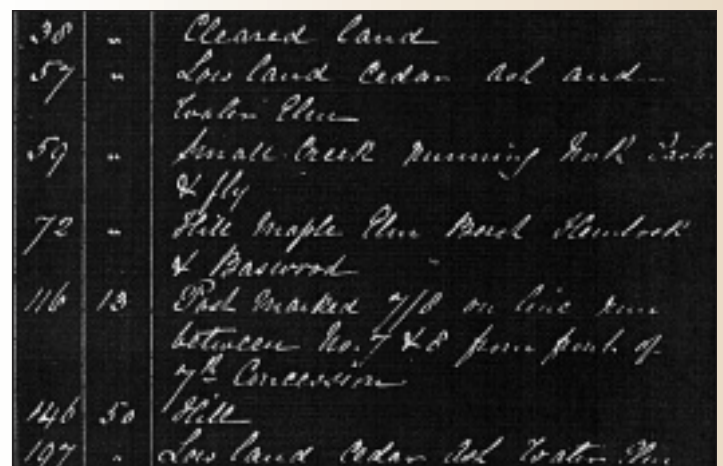 38 " Cleared land
57 " Low land Cedar ash and
Water Elm
59 " Small Creek running North
& fly
72 " Hill Maple Elm Beech Hemlock
& Basswood
116 13 Post Marked 7/8 on line run
between No. 7 & 8 from front of
7th Concession
146 50 Hill
197 " Low land Cedar Ash Water Elm